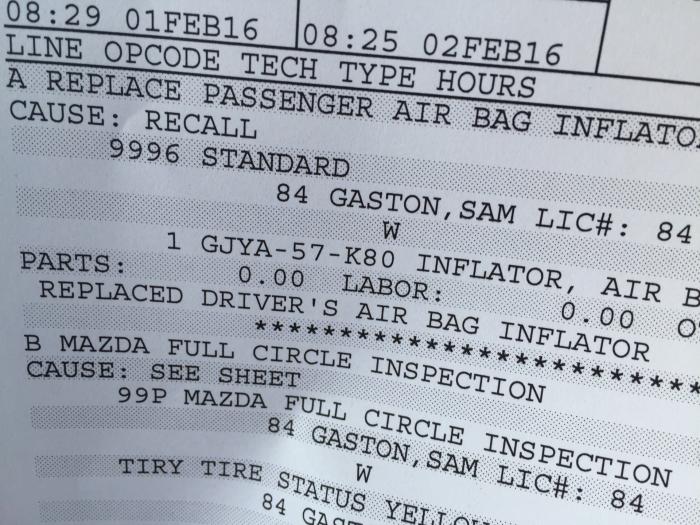 08:29 01FEB16 08:25 02FEB16
LINE OPCODE TECH TYPE HOURS
A REPLACE PASSENGER AIR BAG INFLATO
CAUSE: RECALL
9996 STANDARD
84 GASTON,SAM LIC#: 84
W
1 GJYA-57-K80 INFLATOR, AIR B
PARTS: 0.00 LABOR: 0.00 O
REPLACED DRIVER'S AIR BAG INFLATOR
******************************
B MAZDA FULL CIRCLE INSPECTION
CAUSE: SEE SHEET
99P MAZDA FULL CIRCLE INSPECTION
84 GASTON,SAM LIC#: 84
W
TIRY TIRE STATUS YELLO
84 GAST